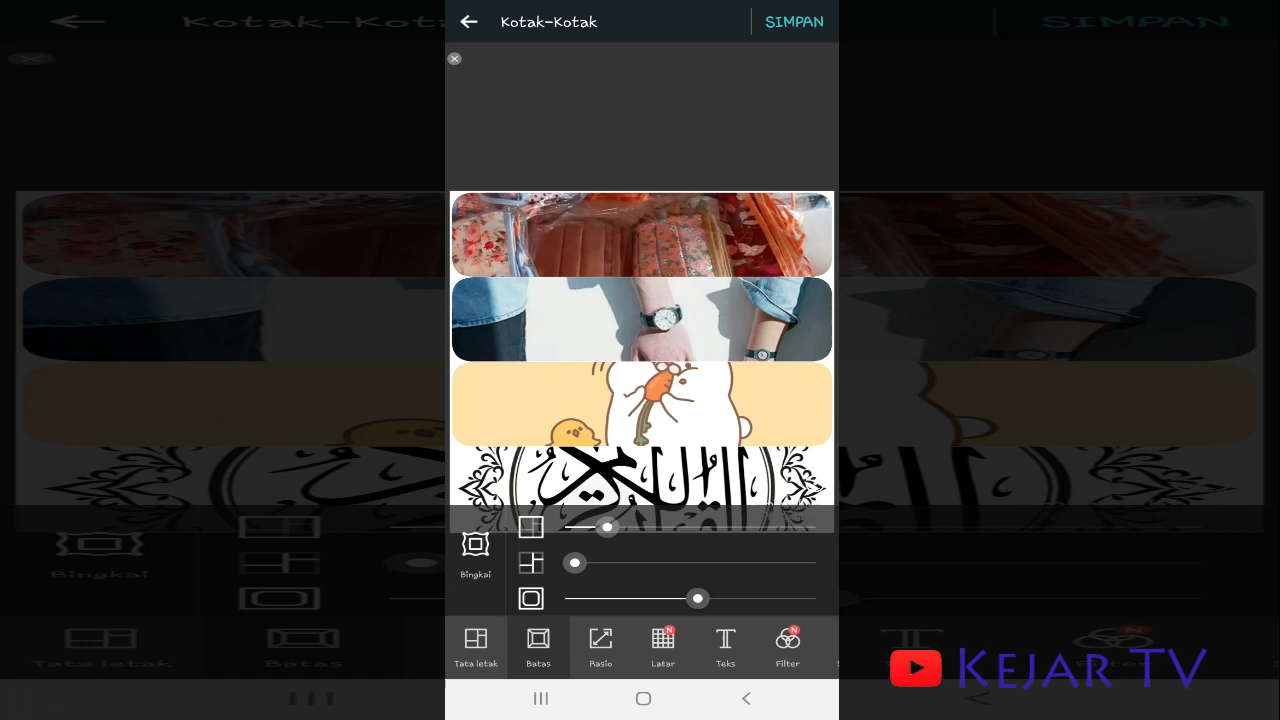 Kotak-Kotak
SIMPAN
Bingkai
Tata letak
Batas
Rasio
Latar
N
Teks
Filter
N
KEJAR TV